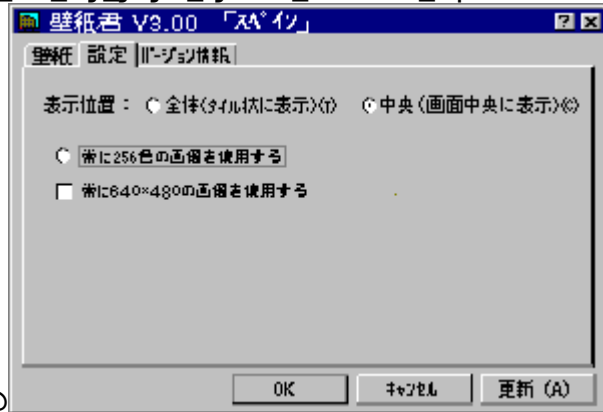 壁紙君 V3.00 「ｽﾍﾟｲﾝ」
壁紙 設定 ﾊﾞｰｼﾞｮﾝ情報
表示位置： 全体(ﾀｲﾙ状に表示)(T) 中央(画面中央に表示)(C)
常に256色の画像を使用する
常に640×480の画像を使用する
OK ｷｬﾝｾﾙ 更新 (A)